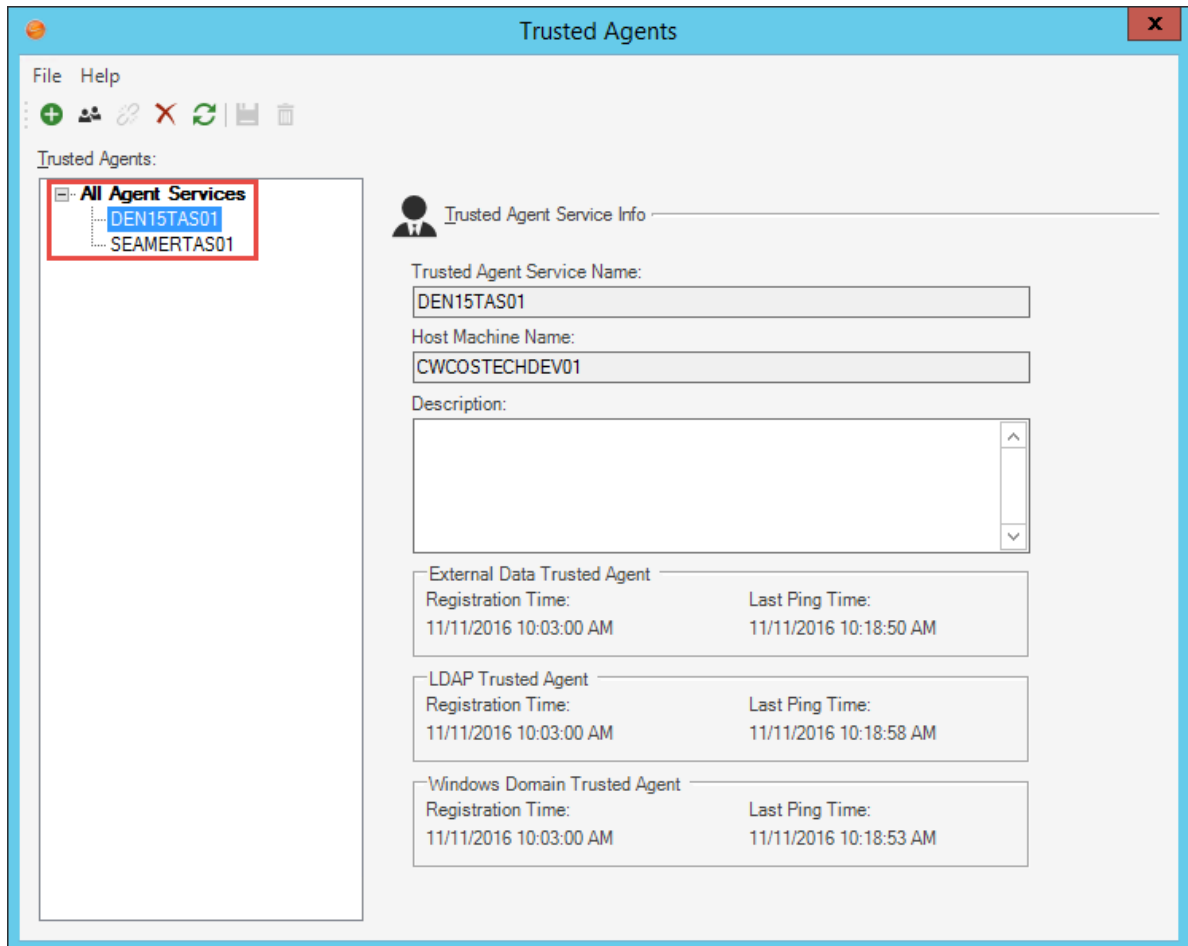 Trusted Agents
x
File Help
Trusted Agents:
All Agent Services
DEN15TAS01
SEAMERTAS01
Trusted Agent Service Info
Trusted Agent Service Name:
DEN15TAS01
Host Machine Name:
CWCOSTECHDEV01
Description:
External Data Trusted Agent
Registration Time: Last Ping Time:
11/11/2016 10:03:00 AM 11/11/2016 10:18:50 AM
LDAP Trusted Agent
Registration Time: Last Ping Time:
11/11/2016 10:03:00 AM 11/11/2016 10:18:58 AM
Windows Domain Trusted Agent
Registration Time: Last Ping Time:
11/11/2016 10:03:00 AM 11/11/2016 10:18:53 AM